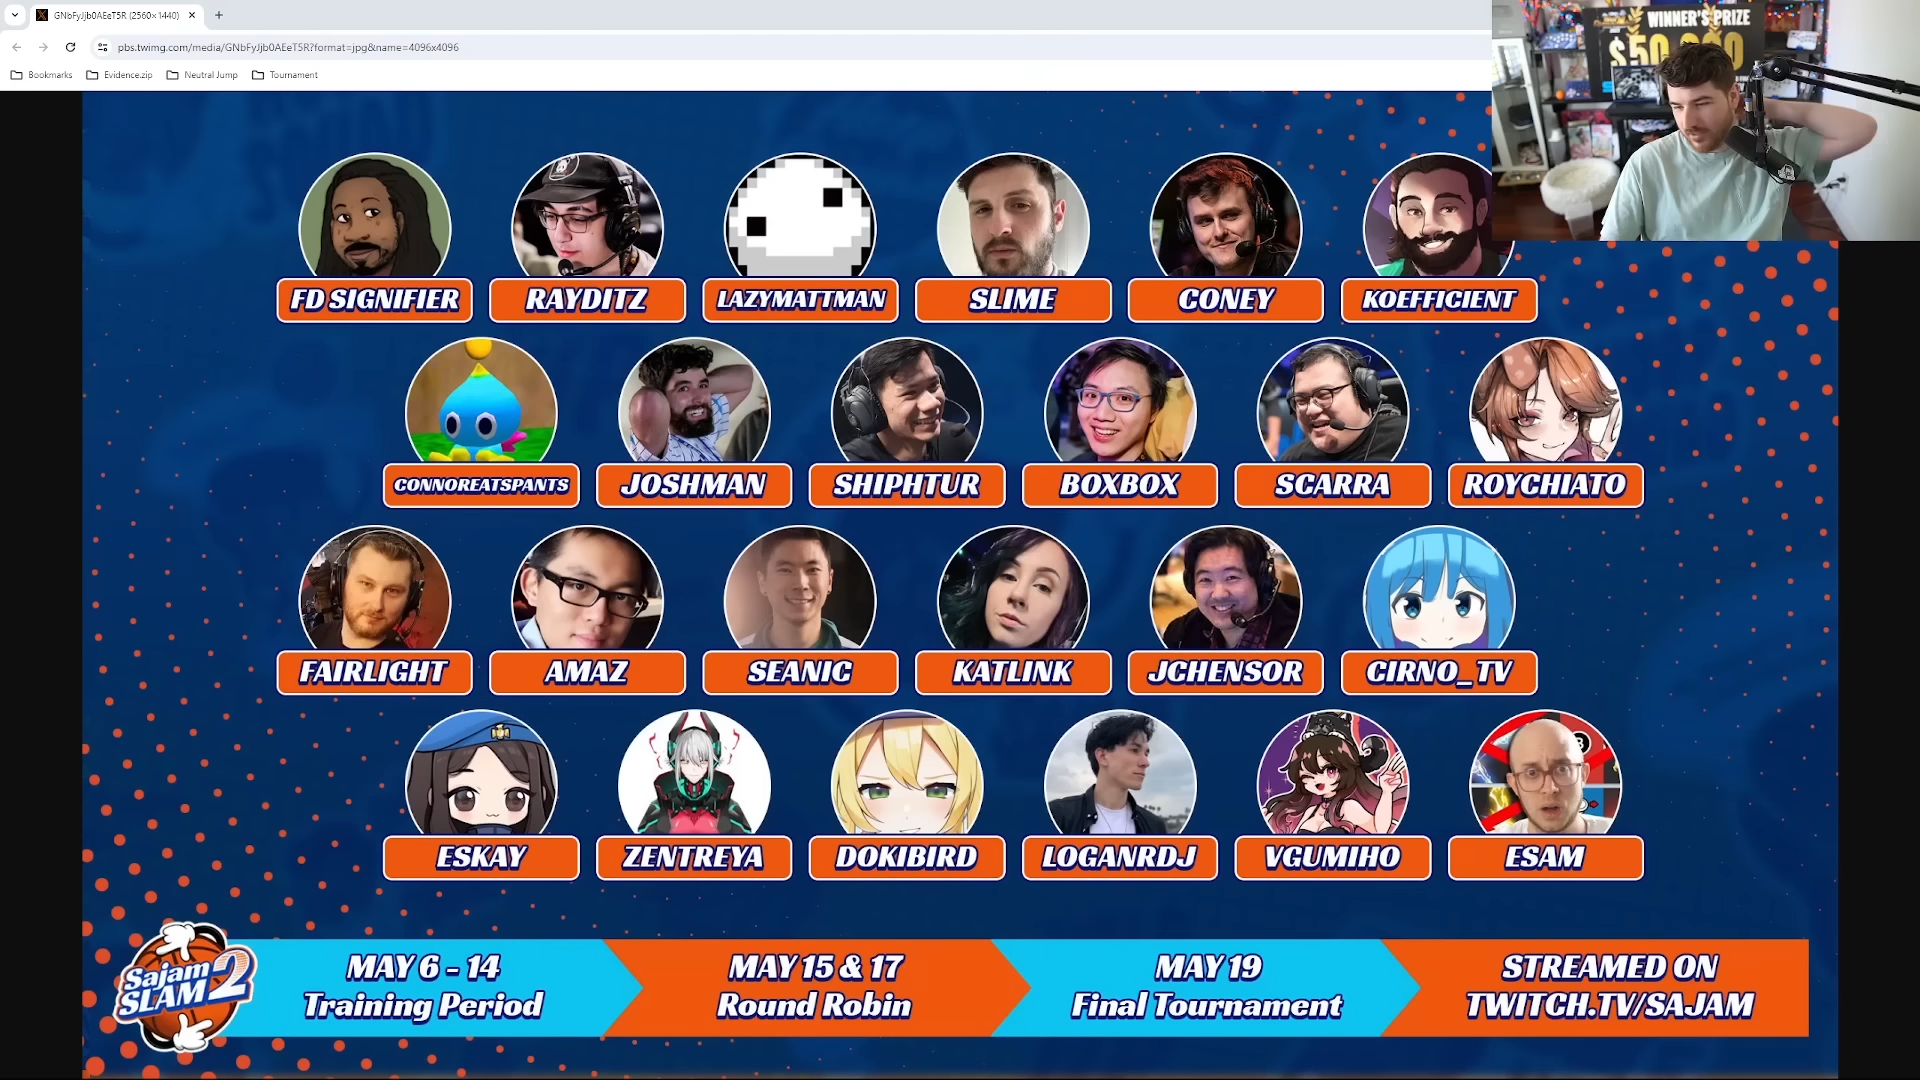 GNbFyJjb0AEeT5R (2560×1440)
pbs.twimg.com/media/GNbFyJjb0AEeT5R?format=jpg&name=4096x4096
Bookmarks Evidence.zip Neutral Jump Tournament
WINNER'S PRIZE
$50,000
FD SIGNIFIER RAYDITZ LAZYMATTMAN SLIME CONEY KOEFFICIENT
CONNOREATSPANTS JOSHMAN SHIPHTUR BOXBOX SCARRA ROYCHIATO
FAIRLIGHT AMAZ SEANIC KATLINK JCHENSOR CIRNO_TV
ESKAY ZENTREYA DOKIBIRD LOGANRDJ VGUMIHO ESAM
Sajam
SLAM 2
MAY 6 - 14
Training Period
MAY 15 & 17
Round Robin
MAY 19
Final Tournament
STREAMED ON
TWITCH.TV/SAJAM